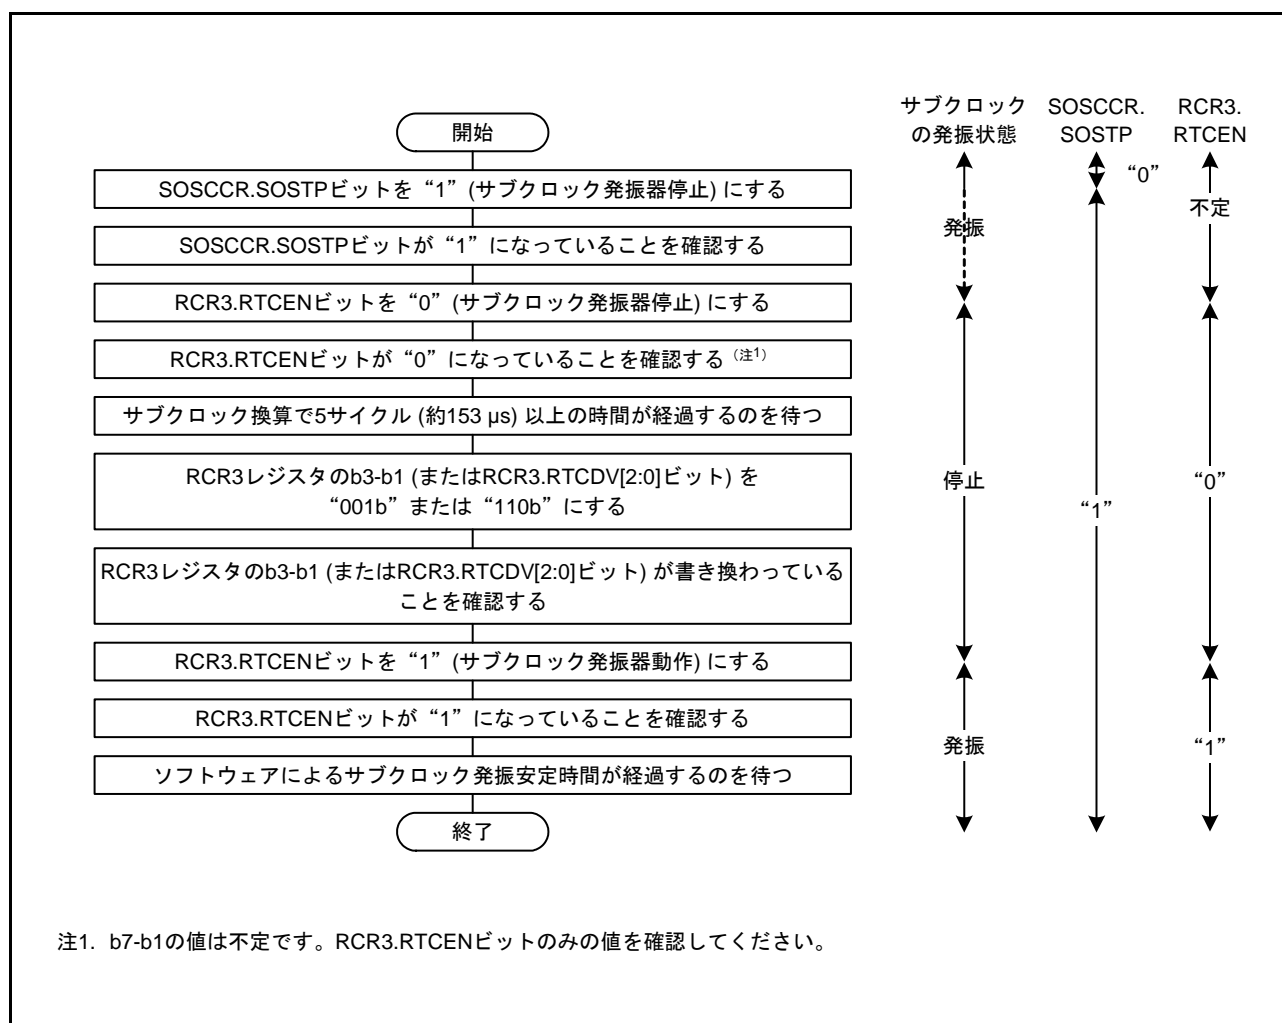 開始
SOSCCR.SOSTPビットを“1” (サブクロック発振器停止) にする
SOSCCR.SOSTPビットが“1” になっていることを確認する
RCR3.RTCENビットを“0” (サブクロック発振器停止) にする
RCR3.RTCENビットが“0” になっていることを確認する (注1)
サブクロック換算で5サイクル (約153 µs) 以上の時間が経過するのを待つ
RCR3レジスタのb3-b1 (またはRCR3.RTCDV[2:0]ビット) を
“001b” または“110b” にする
RCR3レジスタのb3-b1 (またはRCR3.RTCDV[2:0]ビット) が書き換わっている
ことを確認する
RCR3.RTCENビットを“1” (サブクロック発振器動作) にする
RCR3.RTCENビットが“1” になっていることを確認する
ソフトウェアによるサブクロック発振安定時間が経過するのを待つ
終了
サブクロック
の発振状態
発振
停止
発振
SOSCCR.
SOSTP
“0”
“1”
RCR3.
RTCEN
不定
“0”
“1”
注1. b7-b1の値は不定です。RCR3.RTCENビットのみの値を確認してください。